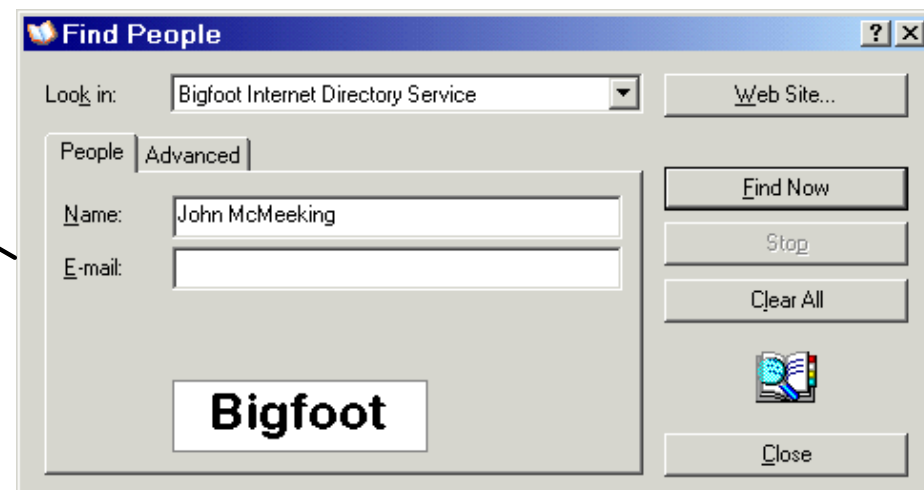 Find People
Look in: Bigfoot Internet Directory Service Web Site...
People Advanced
Find Now
Name: John McMeeking
Stop
E-mail:
Clear All
Bigfoot
Close